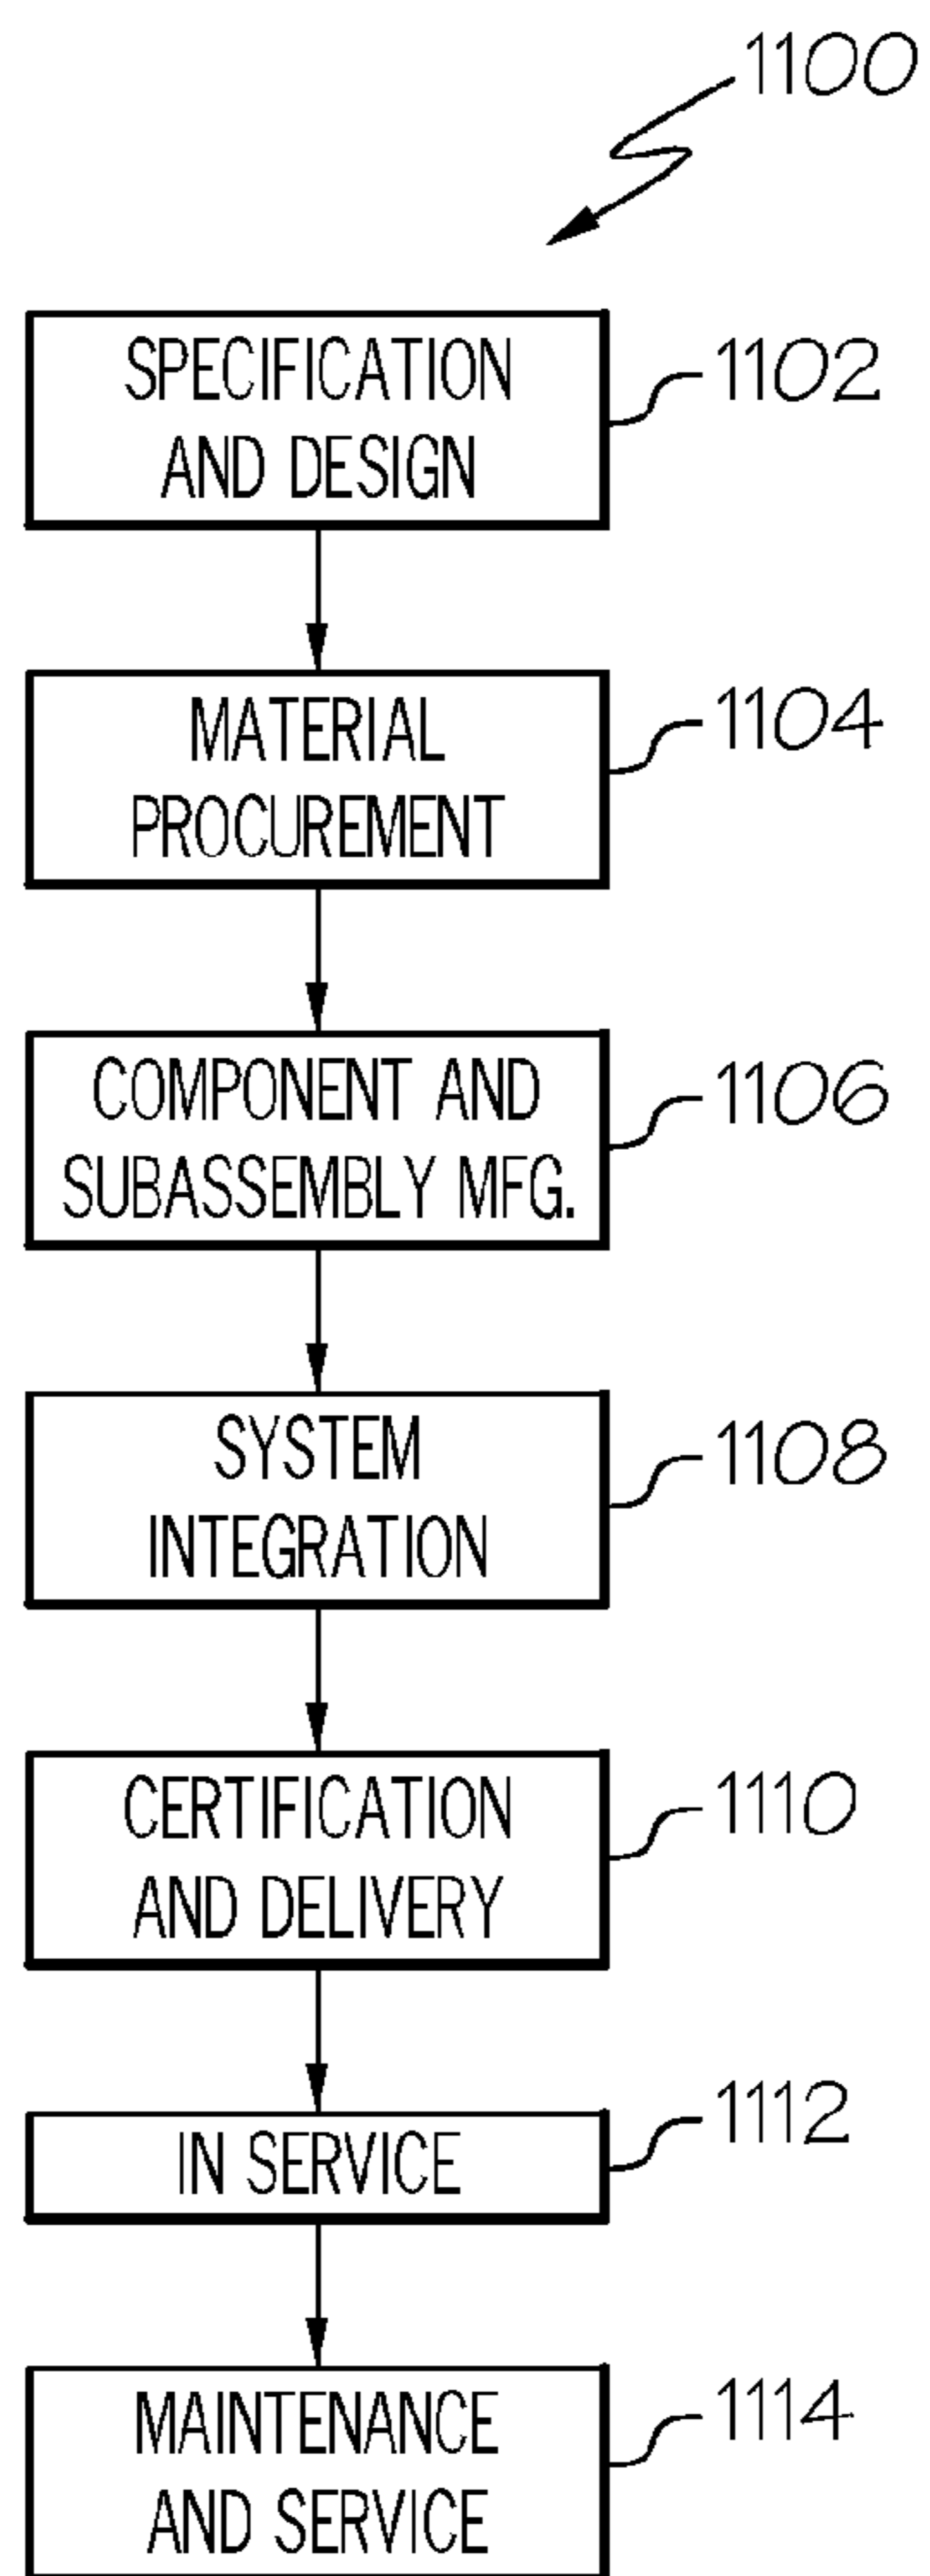 1100
SPECIFICATION
AND DESIGN
1102
MATERIAL
PROCUREMENT
1104
COMPONENT AND
SUBASSEMBLY MFG.
1106
SYSTEM
INTEGRATION
1108
CERTIFICATION
AND DELIVERY
1110
IN SERVICE
1112
MAINTENANCE
AND SERVICE
1114